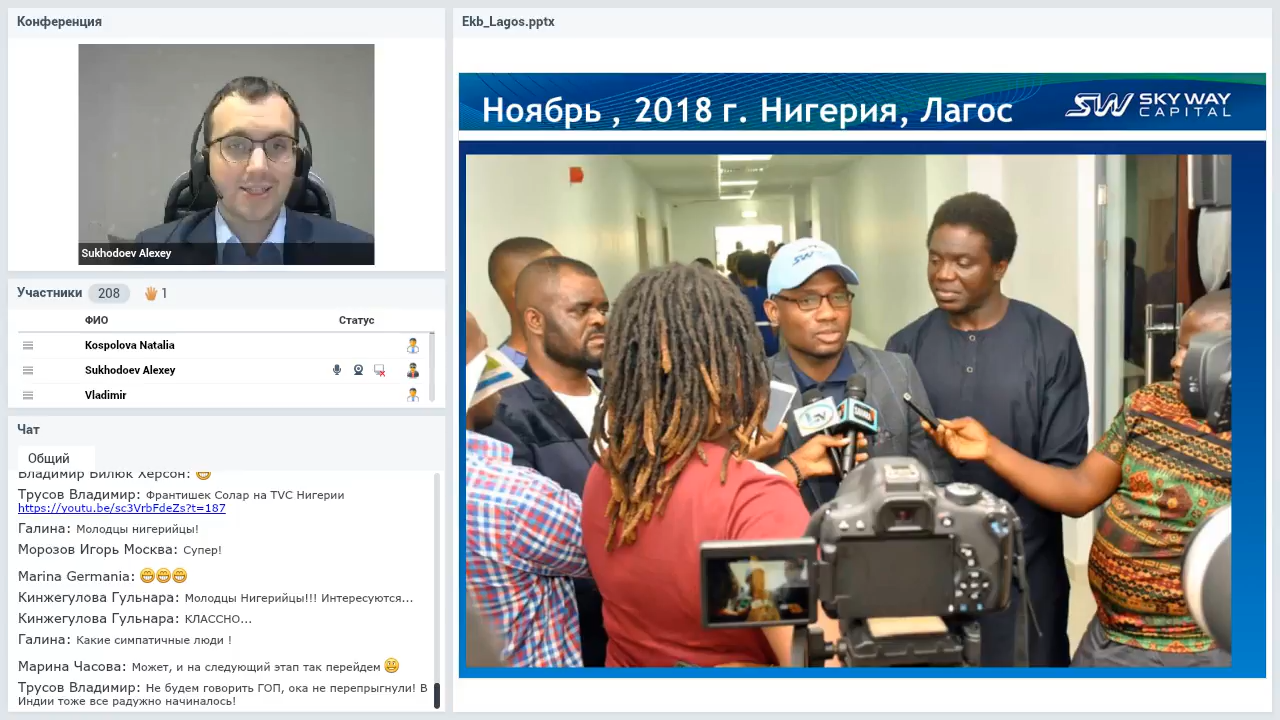 Конференция
Sukhodoev Alexey
Участники 208 1
ФИО Статус
Kospolova Natalia
Sukhodoev Alexey
Vladimir
Чат
Общий
Владимир Билюк Херсон:
Трусов Владимир: Франтишек Солар на TVC Нигерии
https://youtu.be/sc3VrbFdeZs?t=187
Галина: Молодцы нигерийцы!
Морозов Игорь Москва: Супер!
Marina Germania:
Кинжегулова Гульнара: Молодцы Нигерийцы!!! Интересуются...
Кинжегулова Гульнара: КЛАССНО...
Галина: Какие симпатичные люди !
Марина Часова: Может, и на следующий этап так перейдем
Трусов Владимир: Не будем говорить ГОП, ока не перепрыгнули! В
Индии тоже все радужно начиналось!
Ekb_Lagos.pptx
Ноябрь , 2018 г. Нигерия, Лагос
SW SKY WAY
CAPITAL
SW